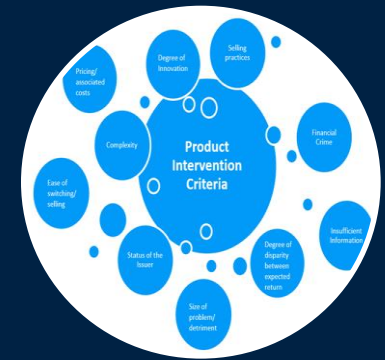 Selling
practices
Degree of
Innovation
Pricing/
associated
costs
Complexity
Product
Intervention
Criteria
Financial
Crime
Ease of
switching/
selling
Insufficient
Information
Status of the
Issuer
Degree of
disparity
between
expected
return
Size of
problem/
detriment